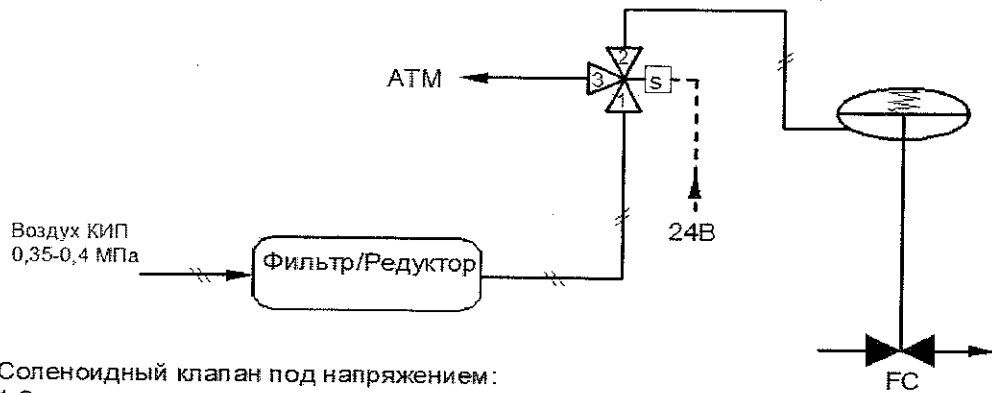 АТМ
2
3
1
S
24В
Воздух КИП
0,35-0,4 МПа
Фильтр/Редуктор
Соленоидный клапан под напряжением:
FC